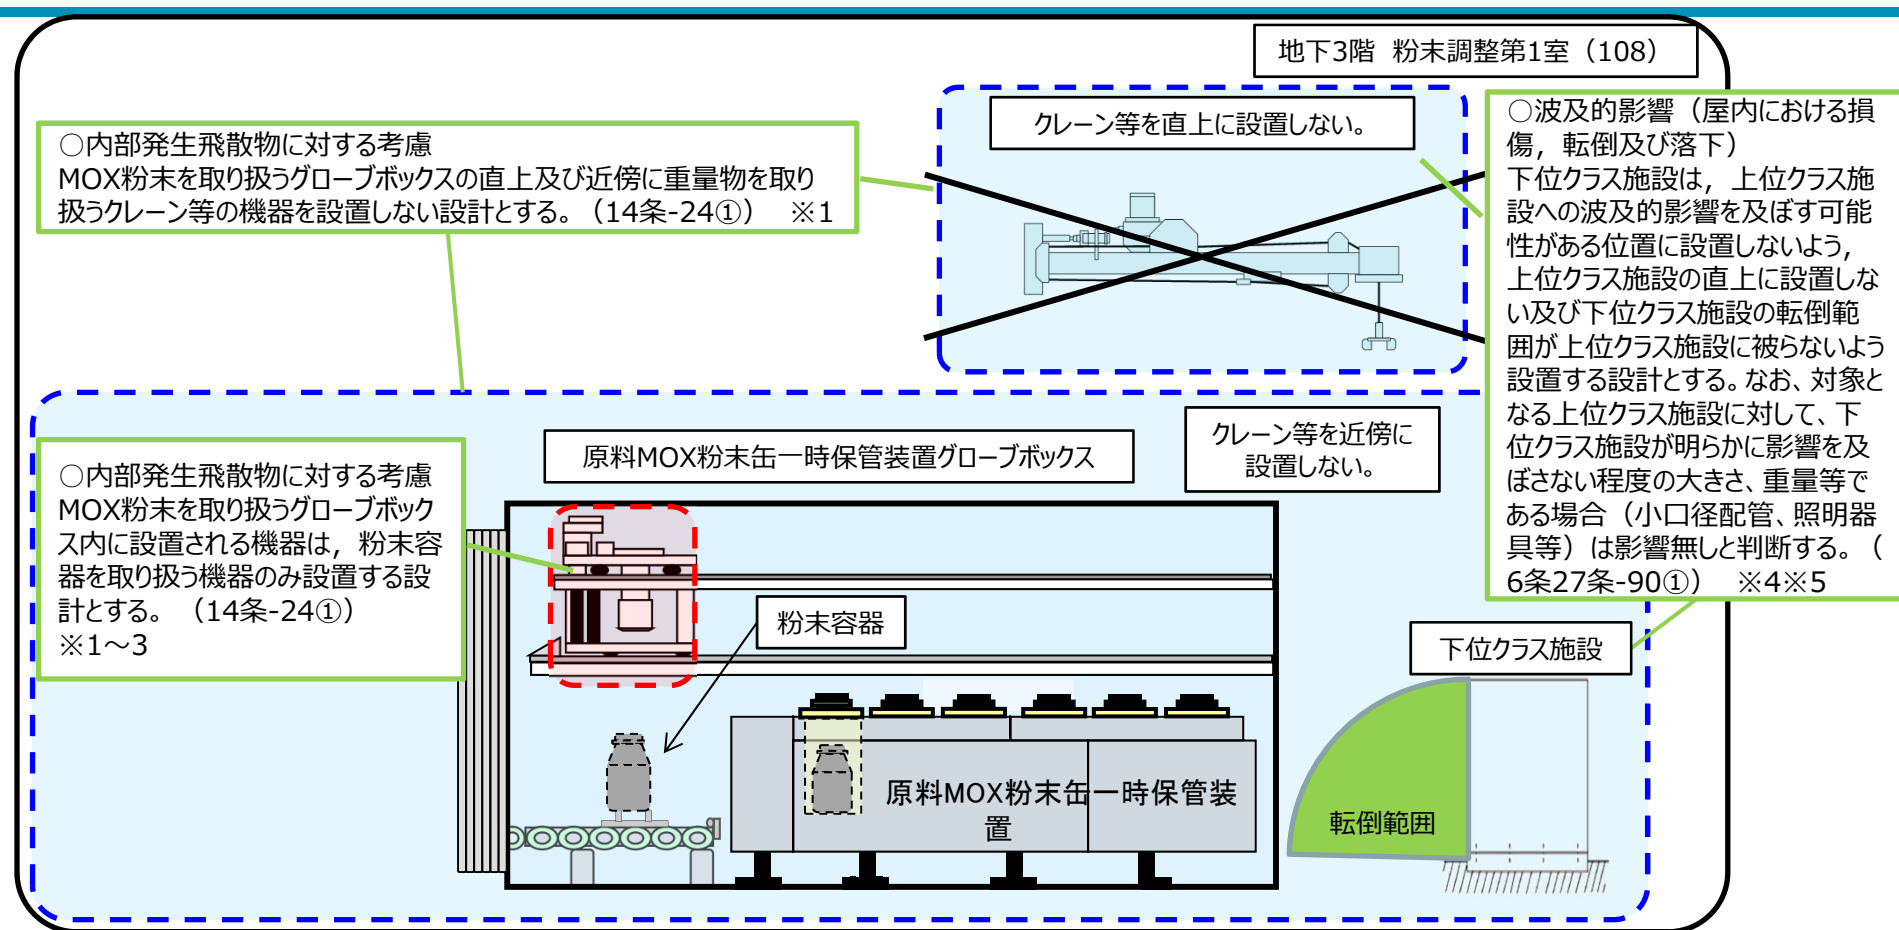 地下3階 粉末調整第1室（108）
クレーン等を直上に設置しない。
○内部発生飛散物に対する考慮
MOX粉末を取り扱うグローブボックスの直上及び近傍に重量物を取り
扱うクレーン等の機器を設置しない設計とする。（14条-24①） ※1
○波及的影響（屋内における損
傷，転倒及び落下）
下位クラス施設は，上位クラス施
設への波及的影響を及ぼす可能
性がある位置に設置しないよう，
上位クラス施設の直上に設置しな
い及び下位クラス施設の転倒範
囲が上位クラス施設に被らないよう
設置する設計とする。なお、対象と
なる上位クラス施設に対して、下
位クラス施設が明らかに影響を及
ぼさない程度の大きさ、重量等で
ある場合（小口径配管、照明器
具等）は影響無しと判断する。（
6条27条-90①） ※4※5
クレーン等を近傍に
設置しない。
原料MOX粉末缶一時保管装置グローブボックス
○内部発生飛散物に対する考慮
MOX粉末を取り扱うグローブボック
ス内に設置される機器は，粉末容
器を取り扱う機器のみ設置する設
計とする。（14条-24①）
※1～3
粉末容器
下位クラス施設
原料MOX粉末缶一時保管装
置
転倒範囲